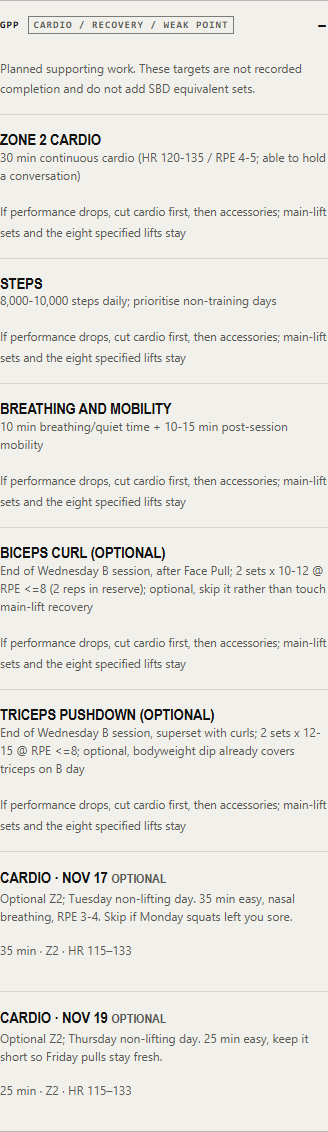 GPP CARDIO / RECOVERY / WEAK POINT –
Planned supporting work. These targets are not recorded
completion and do not add SBD equivalent sets.
ZONE 2 CARDIO
30 min continuous cardio (HR 120-135 / RPE 4-5; able to hold
a conversation)
If performance drops, cut cardio first, then accessories; main-lift
sets and the eight specified lifts stay
STEPS
8,000-10,000 steps daily; prioritise non-training days
If performance drops, cut cardio first, then accessories; main-lift
sets and the eight specified lifts stay
BREATHING AND MOBILITY
10 min breathing/quiet time + 10-15 min post-session
mobility
If performance drops, cut cardio first, then accessories; main-lift
sets and the eight specified lifts stay
BICEPS CURL (OPTIONAL)
End of Wednesday B session, after Face Pull; 2 sets x 10-12 @
RPE <=8 (2 reps in reserve); optional, skip it rather than touch
main-lift recovery
If performance drops, cut cardio first, then accessories; main-lift
sets and the eight specified lifts stay
TRICEPS PUSHDOWN (OPTIONAL)
End of Wednesday B session, superset with curls; 2 sets x 12-
15 @ RPE <=8; optional, bodyweight dip already covers
triceps on B day
If performance drops, cut cardio first, then accessories; main-lift
sets and the eight specified lifts stay
CARDIO · NOV 17 OPTIONAL
Optional Z2; Tuesday non-lifting day. 35 min easy, nasal
breathing, RPE 3-4. Skip if Monday squats left you sore.
35 min · Z2 · HR 115–133
CARDIO · NOV 19 OPTIONAL
Optional Z2; Thursday non-lifting day. 25 min easy, keep it
short so Friday pulls stay fresh.
25 min · Z2 · HR 115–133